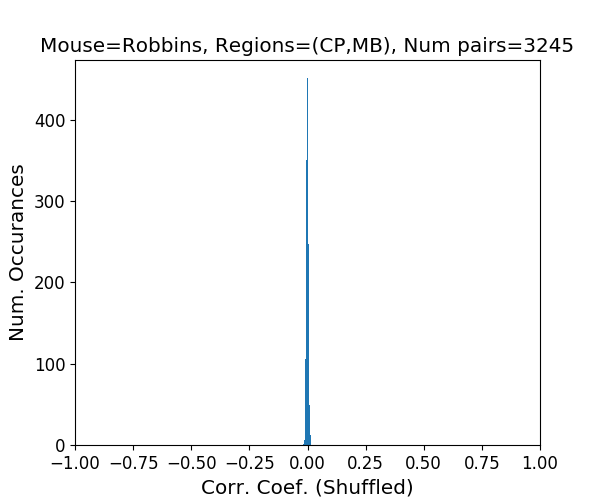 Mouse=Robbins, Regions=(CP,MB), Num pairs=3245
Num. Occurances
400
300
200
100
0
−1.00 −0.75 −0.50 −0.25 0.00 0.25 0.50 0.75 1.00
Corr. Coef. (Shuffled)